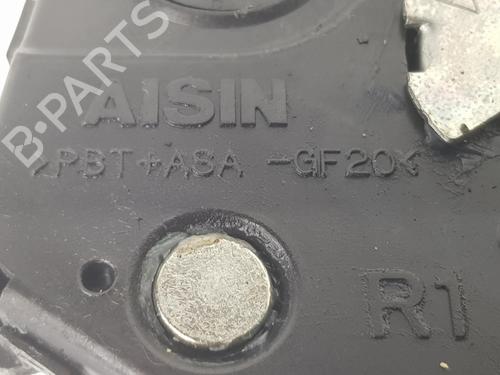 B-PARTS
AISIN
>PBT+ASA -GF20<
R1